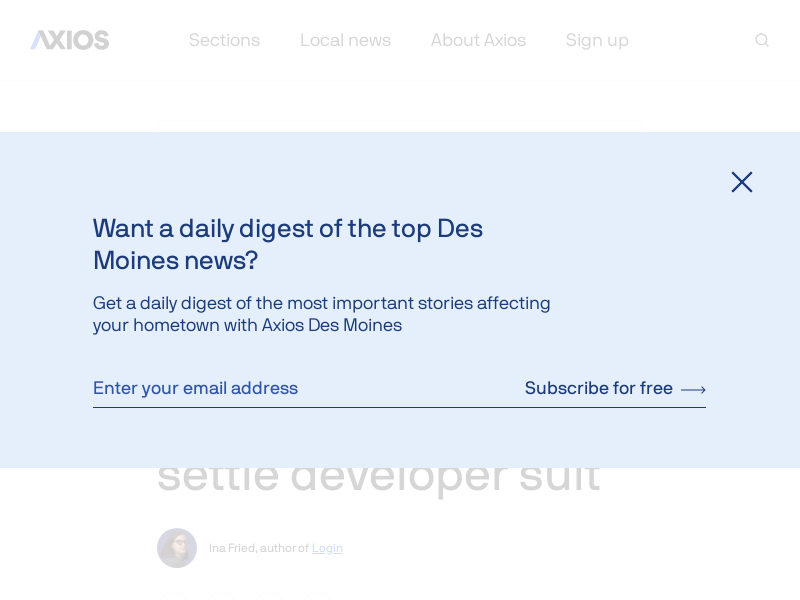 AXIOS
Sections Local news About Axios Sign up
Want a daily digest of the top Des
Moines news?
Get a daily digest of the most important stories affecting
your hometown with Axios Des Moines
Enter your email address Subscribe for free
settle developer suit
Ina Fried, author of Login